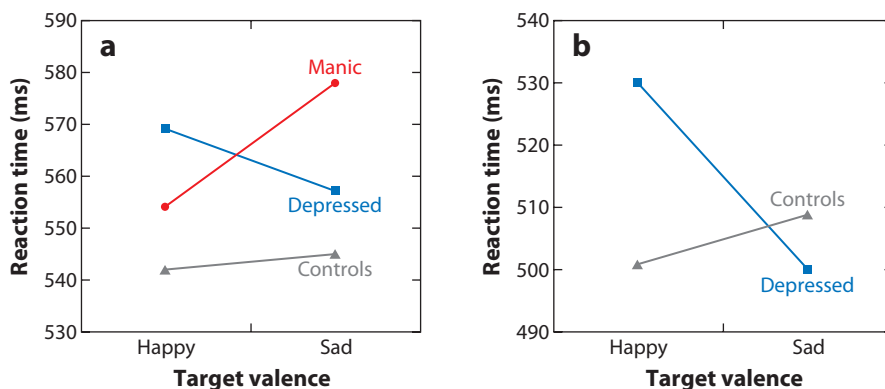 a
Reaction time (ms)
590
580
570
560
550
540
530
Manic
Depressed
Controls
Happy
Sad
Target valence
b
Reaction time (ms)
540
530
520
510
500
490
Controls
Depressed
Happy
Sad
Target valence